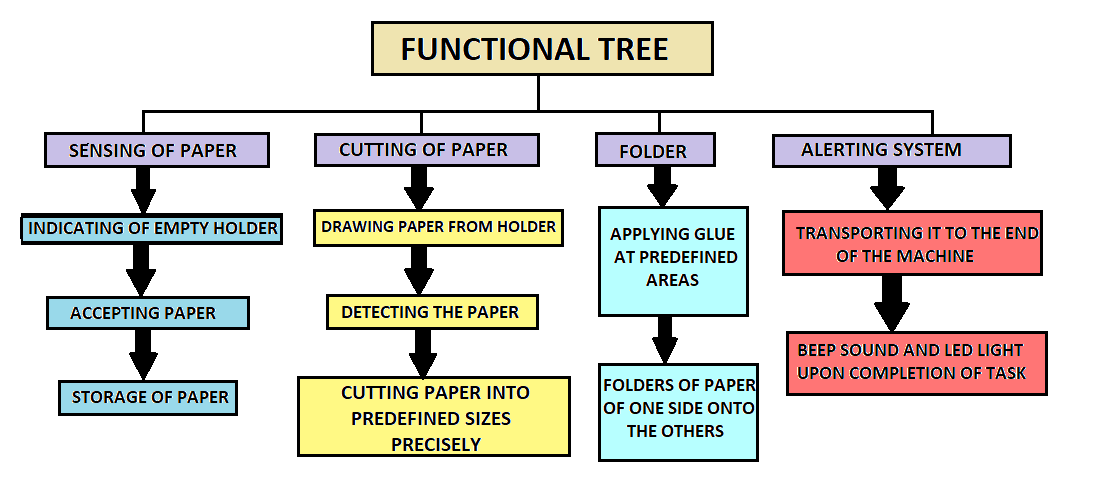 FUNCTIONAL TREE
SENSING OF PAPER
INDICATING OF EMPTY HOLDER
ACCEPTING PAPER
STORAGE OF PAPER
CUTTING OF PAPER
DRAWING PAPER FROM HOLDER
DETECTING THE PAPER
CUTTING PAPER INTO
PREDEFINED SIZES
PRECISELY
FOLDER
APPLYING GLUE
AT PREDEFINED
AREAS
FOLDERS OF PAPER
OF ONE SIDE ONTO
THE OTHERS
ALERTING SYSTEM
TRANSPORTING IT TO THE END
OF THE MACHINE
BEEP SOUND AND LED LIGHT
UPON COMPLETION OF TASK